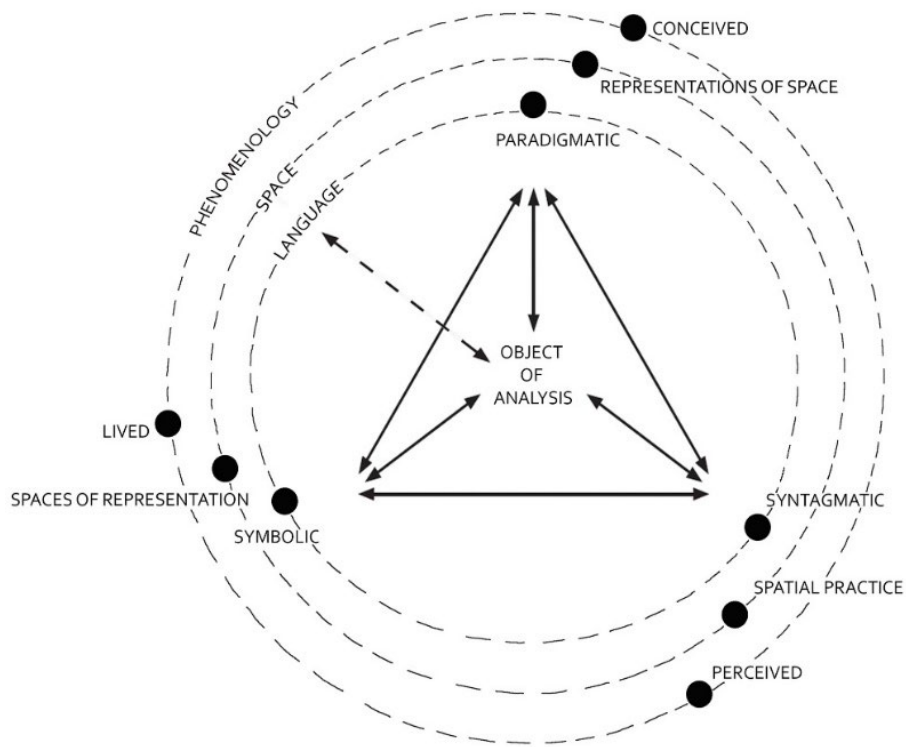 CONCEIVED
REPRESENTATIONS OF SPACE
PARADIGMATIC
PHENOMENOLOGY
SPACE
LANGUAGE
OBJECT
OF
ANALYSIS
LIVED
SPACES OF REPRESENTATION
SYMBOLIC
SYNTAGMATIC
SPATIAL PRACTICE
PERCEIVED